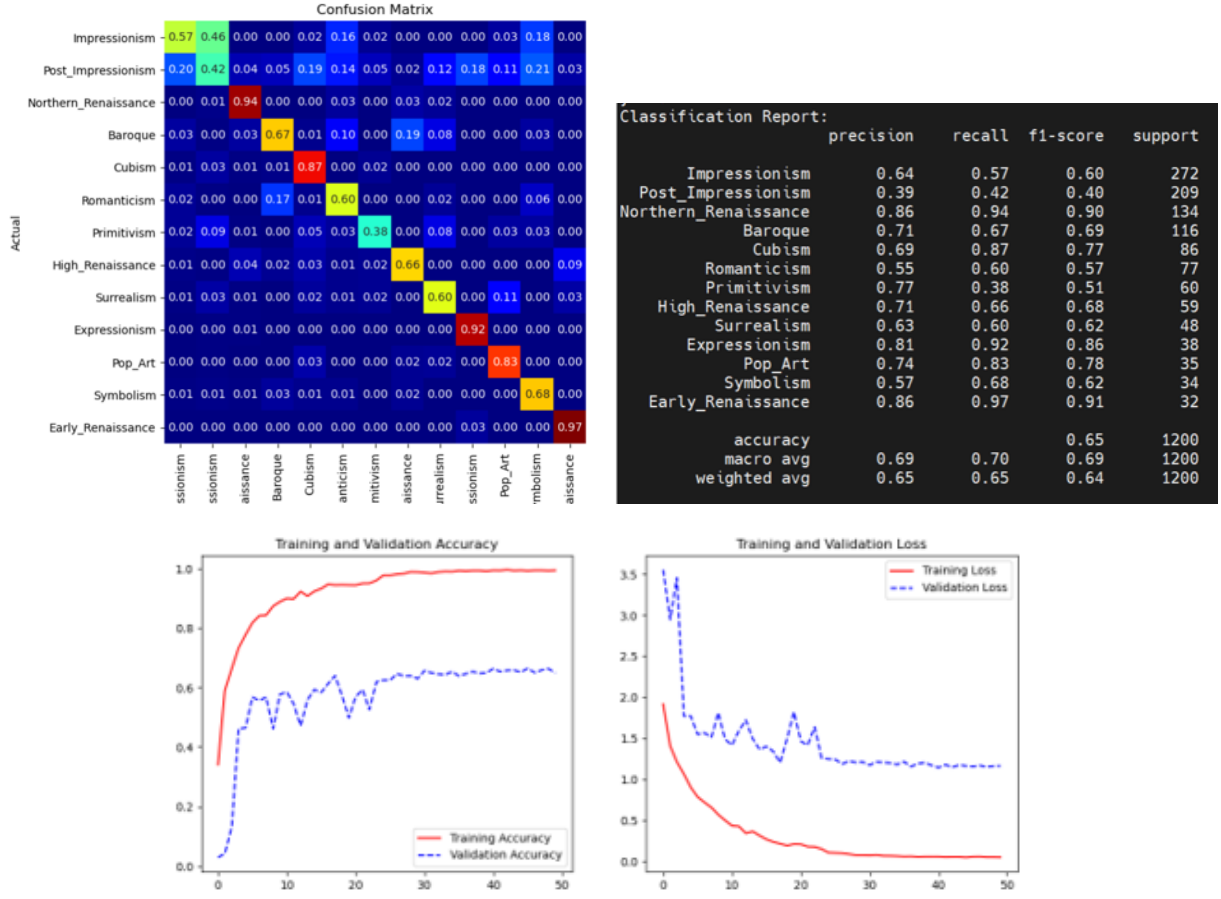 Confusion Matrix
Actual
Impressionism 0.57 0.46 0.00 0.00 0.02 0.16 0.02 0.00 0.00 0.00 0.03 0.18 0.00
Post_Impressionism 0.20 0.42 0.04 0.05 0.19 0.14 0.05 0.02 0.12 0.18 0.11 0.21 0.03
Northern_Renaissance 0.00 0.01 0.94 0.00 0.00 0.03 0.00 0.03 0.02 0.00 0.00 0.00 0.00
Baroque 0.03 0.00 0.03 0.67 0.01 0.10 0.00 0.19 0.08 0.00 0.00 0.03 0.00
Cubism 0.01 0.03 0.01 0.01 0.87 0.00 0.02 0.00 0.00 0.00 0.00 0.00 0.00
Romanticism 0.02 0.00 0.00 0.17 0.01 0.60 0.00 0.00 0.02 0.00 0.00 0.06 0.00
Primitivism 0.02 0.09 0.01 0.00 0.05 0.03 0.38 0.00 0.08 0.00 0.03 0.03 0.00
High_Renaissance 0.01 0.00 0.04 0.02 0.03 0.01 0.02 0.66 0.00 0.00 0.00 0.00 0.09
Surrealism 0.01 0.03 0.01 0.00 0.02 0.01 0.02 0.00 0.60 0.00 0.11 0.00 0.03
Expressionism 0.00 0.00 0.01 0.00 0.00 0.00 0.00 0.00 0.00 0.92 0.00 0.00 0.00
Pop_Art 0.00 0.00 0.00 0.00 0.03 0.00 0.00 0.02 0.02 0.00 0.83 0.00 0.00
Symbolism 0.01 0.01 0.01 0.03 0.01 0.01 0.00 0.02 0.00 0.00 0.00 0.68 0.00
Early_Renaissance 0.00 0.00 0.00 0.00 0.00 0.00 0.00 0.00 0.00 0.03 0.00 0.00 0.97
ssionism
ssionism
aissance
Baroque
Cubism
anticism
mitivism
aissance
urrealism
ssionism
Pop_Art
ymbolism
aissance
Classification Report:
precision recall f1-score support
Impressionism 0.64 0.57 0.60 272
Post_Impressionism 0.39 0.42 0.40 209
Northern_Renaissance 0.86 0.94 0.90 134
Baroque 0.71 0.67 0.69 116
Cubism 0.69 0.87 0.77 86
Romanticism 0.55 0.60 0.57 77
Primitivism 0.77 0.38 0.51 60
High_Renaissance 0.71 0.66 0.68 59
Surrealism 0.63 0.60 0.62 48
Expressionism 0.81 0.92 0.86 38
Pop_Art 0.74 0.83 0.78 35
Symbolism 0.57 0.68 0.62 34
Early_Renaissance 0.86 0.97 0.91 32
accuracy 0.65 1200
macro avg 0.69 0.70 0.69 1200
weighted avg 0.65 0.65 0.64 1200
Training and Validation Accuracy
1.0
0.8
0.6
0.4
0.2
0.0
Training Accuracy
Validation Accuracy
0 10 20 30 40 50
Training and Validation Loss
Training Loss
Validation Loss
3.5
3.0
2.5
2.0
1.5
1.0
0.5
0.0
0 10 20 30 40 50